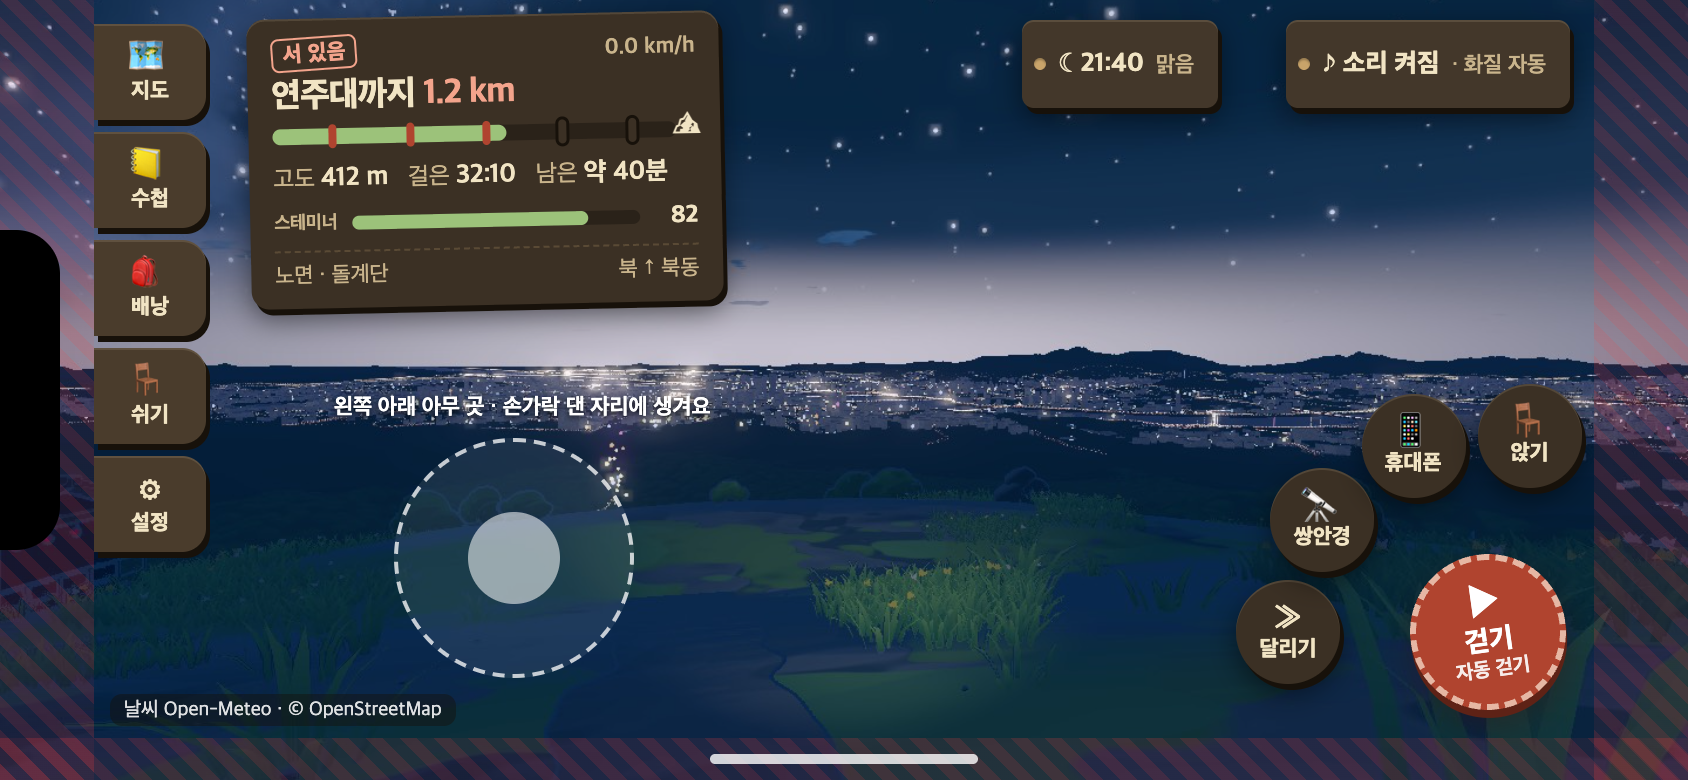 지도
수첩
배낭
쉬기
⚙
설정
서 있음
0.0 km/h
연주대까지 1.2 km
고도 412 m 걸은 32:10 남은 약 40분
스테미너 82
노면 · 돌계단
북 ↑ 북동
☾ 21:40 맑음
♪ 소리 켜짐 · 화질 자동
왼쪽 아래 아무 곳 · 손가락 댄 자리에 생겨요
휴대폰
앉기
쌍안경
달리기
▶
걷기
자동 걷기
날씨 Open-Meteo · © OpenStreetMap